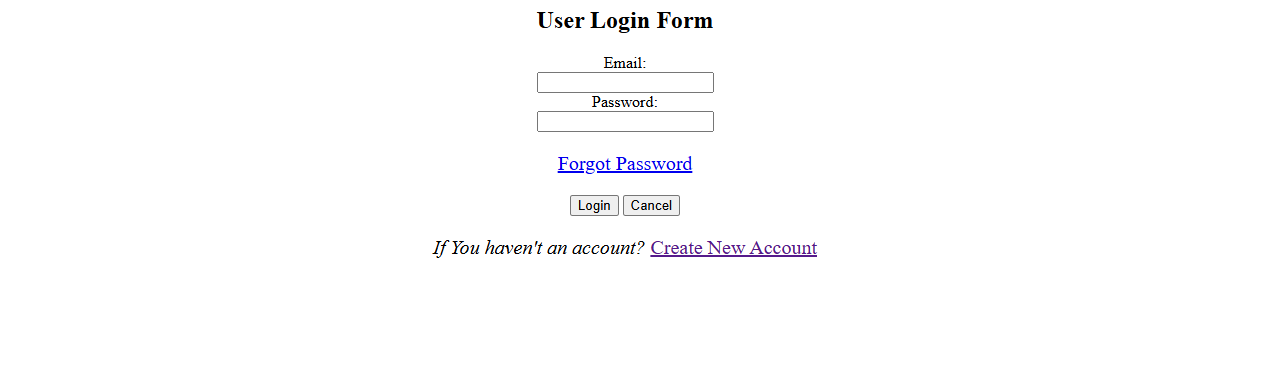 User Login Form
Email:
Password:
Forgot Password
Login Cancel
If You haven't an account? Create New Account